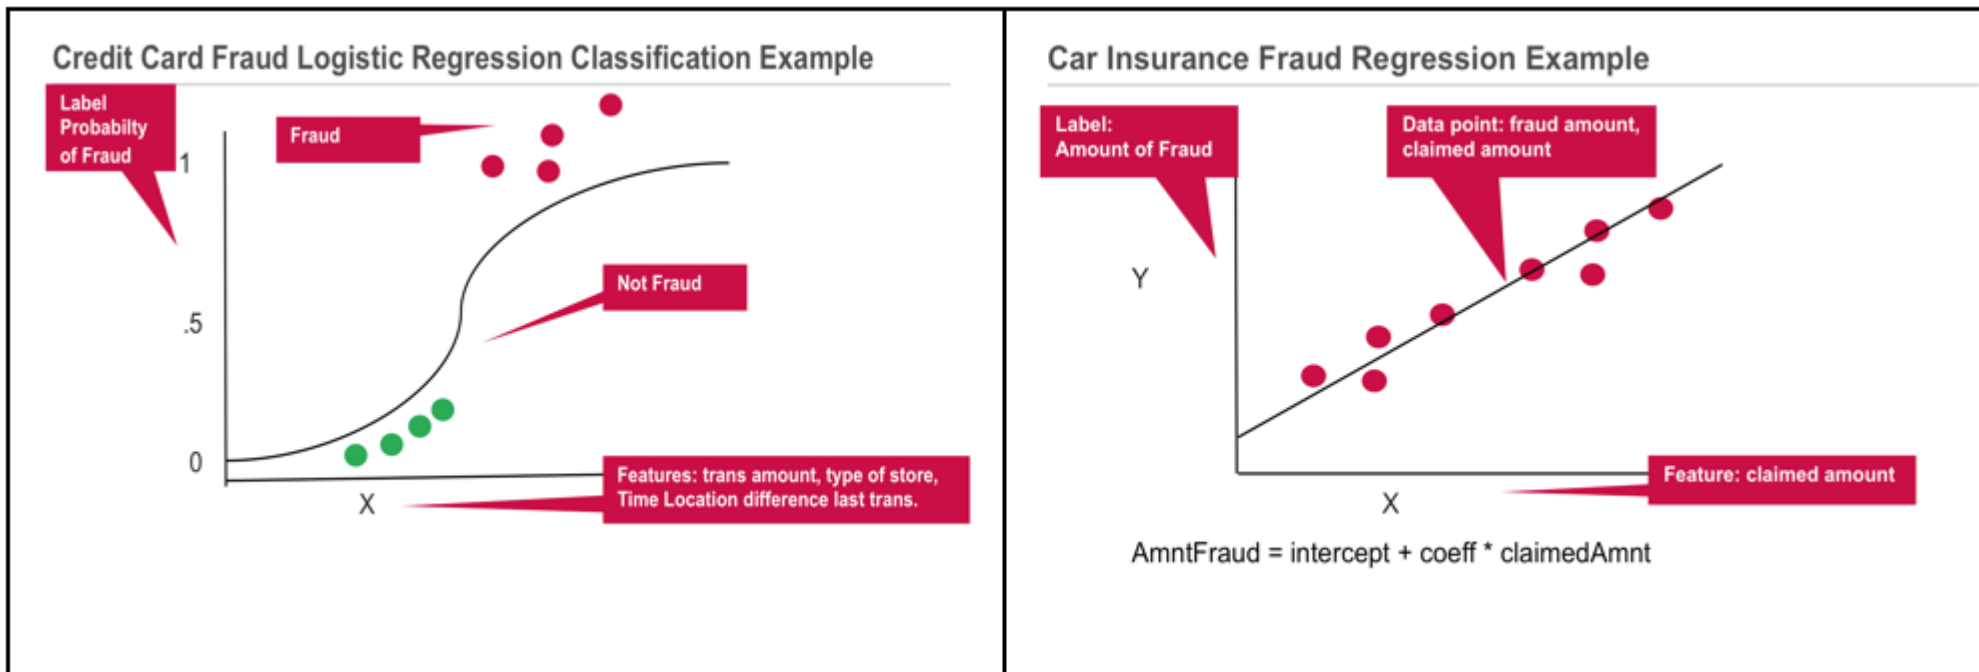 Credit Card Fraud Logistic Regression Classification Example
Label
Probabilty
of Fraud
Fraud
1
Not Fraud
.5
0
Features: trans amount, type of store,
Time Location difference last trans.
X
Car Insurance Fraud Regression Example
Label:
Amount of Fraud
Data point: fraud amount,
claimed amount
Y
Feature: claimed amount
X
AmntFraud = intercept + coeff * claimedAmnt